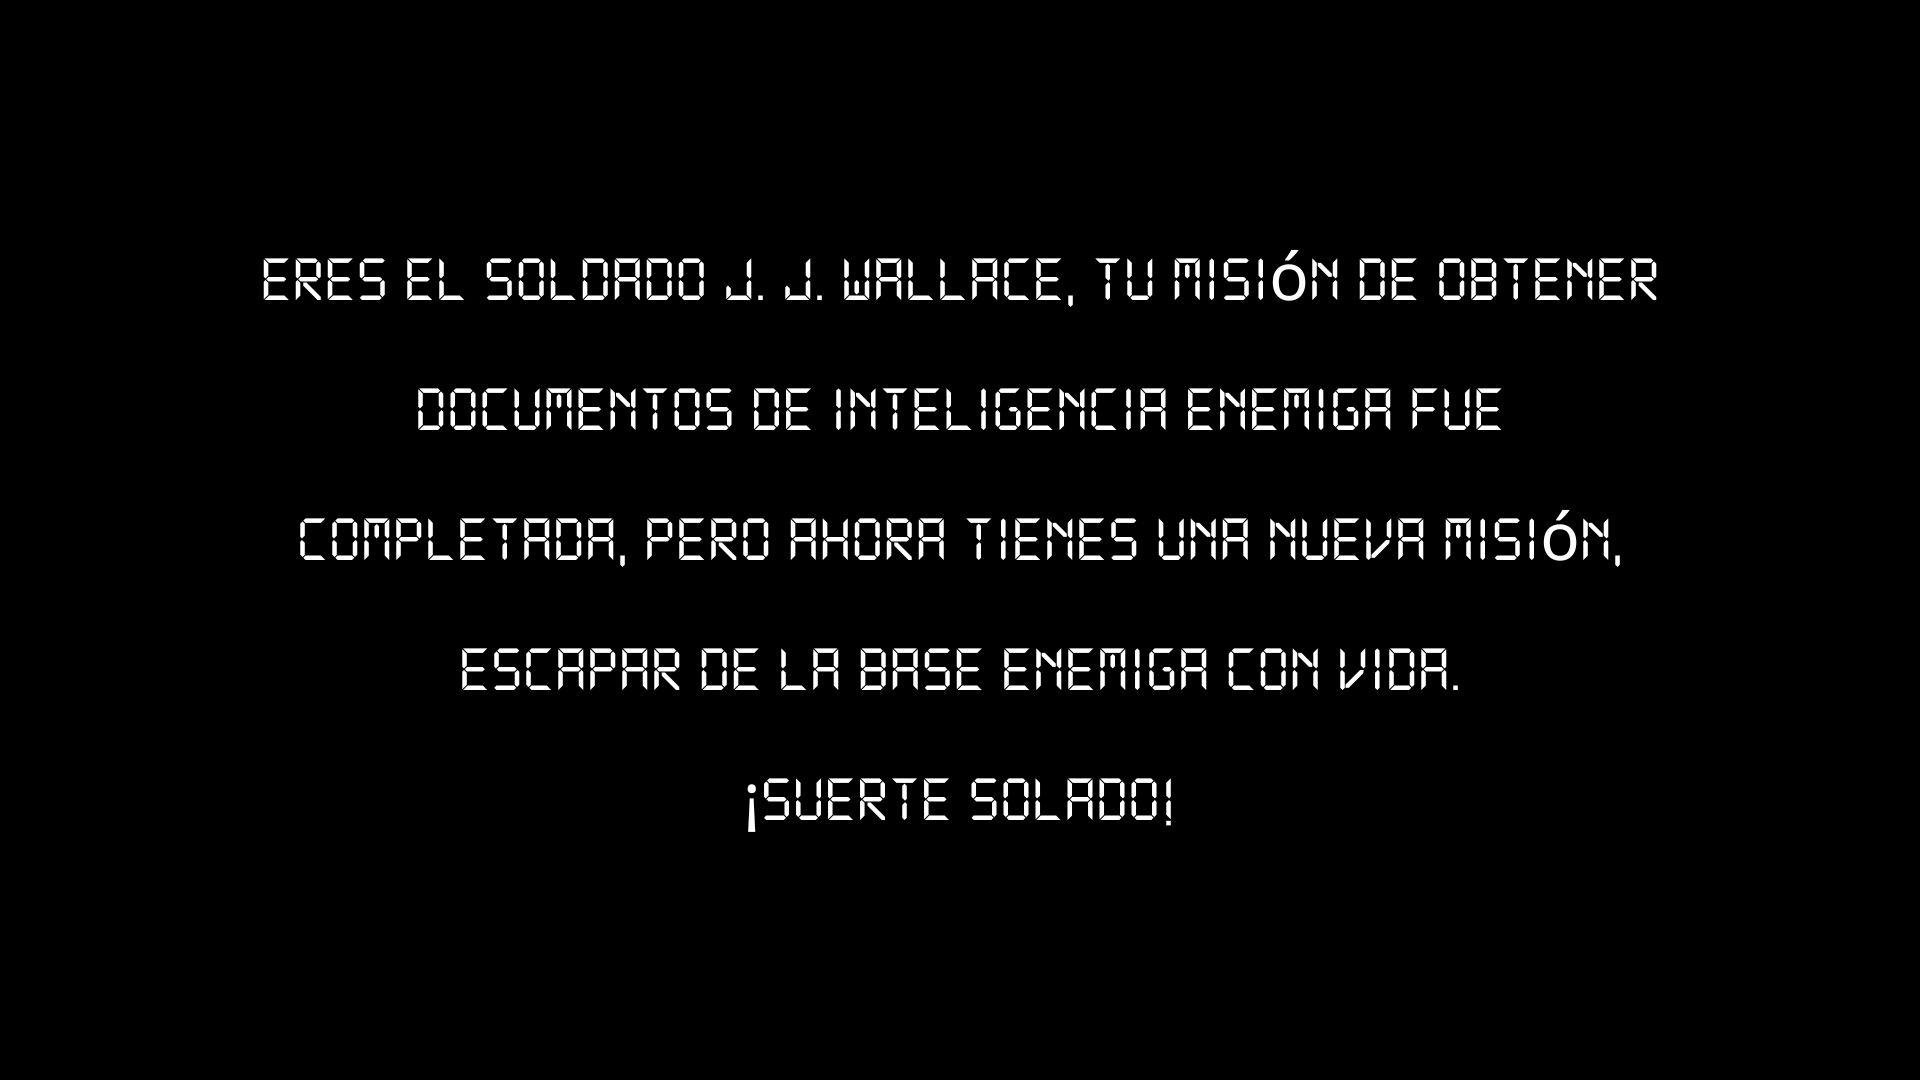 ERES EL SOLDADO J. J. WALLACE, TU MISIÓN DE OBTENER
DOCUMENTOS DE INTELIGENCIA ENEMIGA FUE
COMPLETADA, PERO AHORA TIENES UNA NUEVA MISIÓN,
ESCAPAR DE LA BASE ENEMIGA CON VIDA.
¡SUERTE SOLADO!